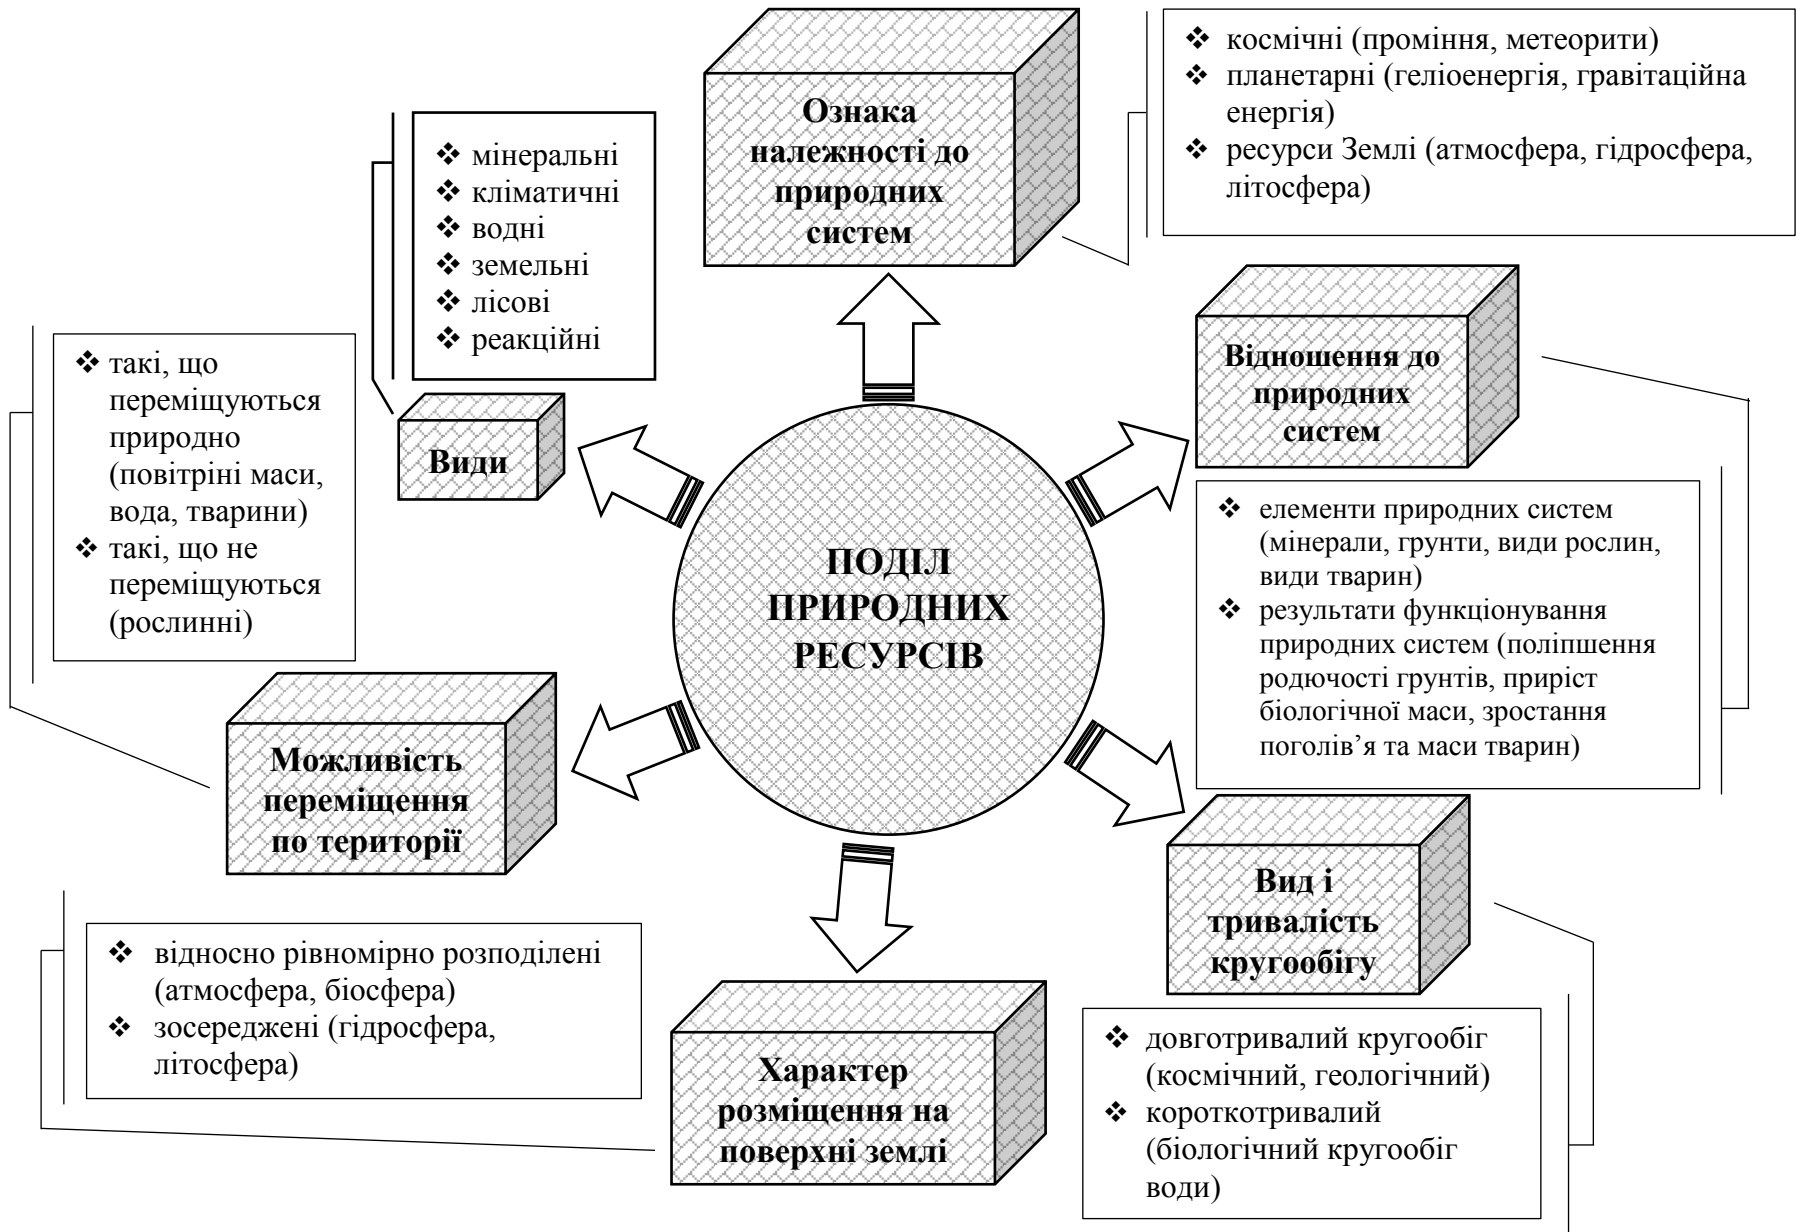 Ознака
належності до
природних
систем
❖ космічні (проміння, метеорити)
❖ планетарні (геліоенергія, гравітаційна
енергія)
❖ ресурси Землі (атмосфера, гідросфера,
літосфера)
❖ мінеральні
❖ кліматичні
❖ водні
❖ земельні
❖ лісові
❖ реакційні
Види
Відношення до
природних
систем
❖ елементи природних систем
(мінерали, грунти, види рослин,
види тварин)
❖ результати функціонування
природних систем (поліпшення
родючості грунтів, приріст
біологічної маси, зростання
поголів’я та маси тварин)
❖ такі, що
переміщуються
природно
(повітріні маси,
вода, тварини)
❖ такі, що не
переміщуються
(рослинні)
ПОДІЛ
ПРИРОДНИХ
РЕСУРСІВ
Можливість
переміщення
по території
Вид і
тривалість
кругообігу
❖ довготривалий кругообіг
(космічний, геологічний)
❖ короткотривалий
(біологічний кругообіг
води)
❖ відносно рівномірно розподілені
(атмосфера, біосфера)
❖ зосереджені (гідросфера,
літосфера)
Характер
розміщення на
поверхні землі